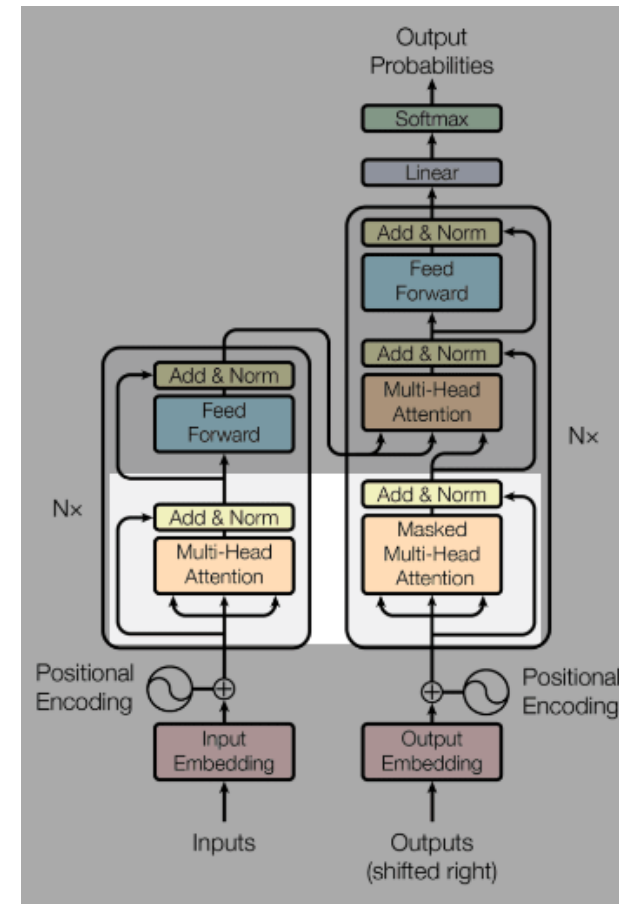 Output
Probabilities
Softmax
Linear
Add & Norm
Feed
Forward
Add & Norm
Multi-Head
Attention
N×
Add & Norm
Masked
Multi-Head
Attention
Add & Norm
Feed
Forward
N×
Add & Norm
Multi-Head
Attention
Positional
Encoding
Positional
Encoding
Input
Embedding
Output
Embedding
Inputs
Outputs
(shifted right)